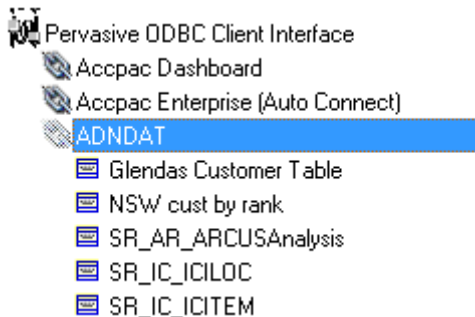 Pervasive ODBC Client Interface
Accpac Dashboard
Accpac Enterprise (Auto Connect)
ADNDAT
Glendas Customer Table
NSW cust by rank
SR_AR_ARCUSAnalysis
SR_IC_ICILOC
SR_IC_ICITEM